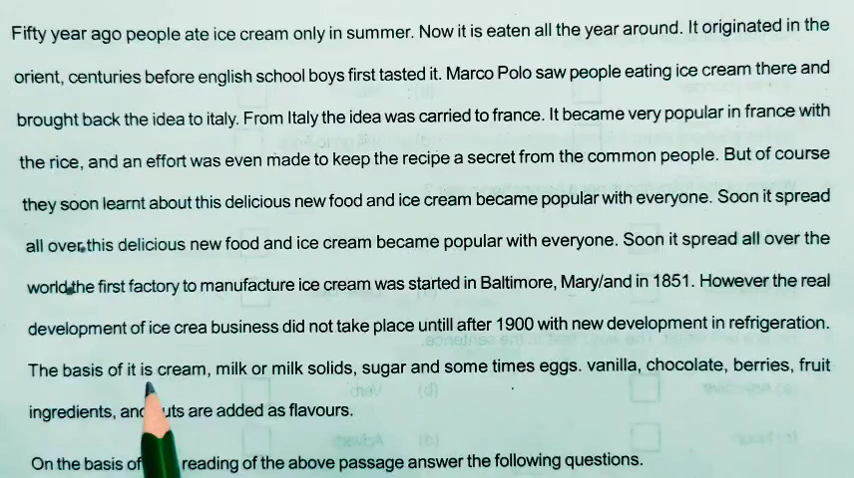 Fifty year ago people ate ice cream only in summer. Now it is eaten all the year around. It originated in the
orient, centuries before english school boys first tasted it. Marco Polo saw people eating ice cream there and
brought back the idea to italy. From Italy the idea was carried to france. It became very popular in france with
the rice, and an effort was even made to keep the recipe a secret from the common people. But of course
they soon learnt about this delicious new food and ice cream became popular with everyone. Soon it spread
all over this delicious new food and ice cream became popular with everyone. Soon it spread all over the
world the first factory to manufacture ice cream was started in Baltimore, Mary/and in 1851. However the real
development of ice crea business did not take place untill after 1900 with new development in refrigeration.
The basis of it is cream, milk or milk solids, sugar and some times eggs. vanilla, chocolate, berries, fruit
ingredients, are added as flavours.
On the basis of reading of the above passage answer the following questions.